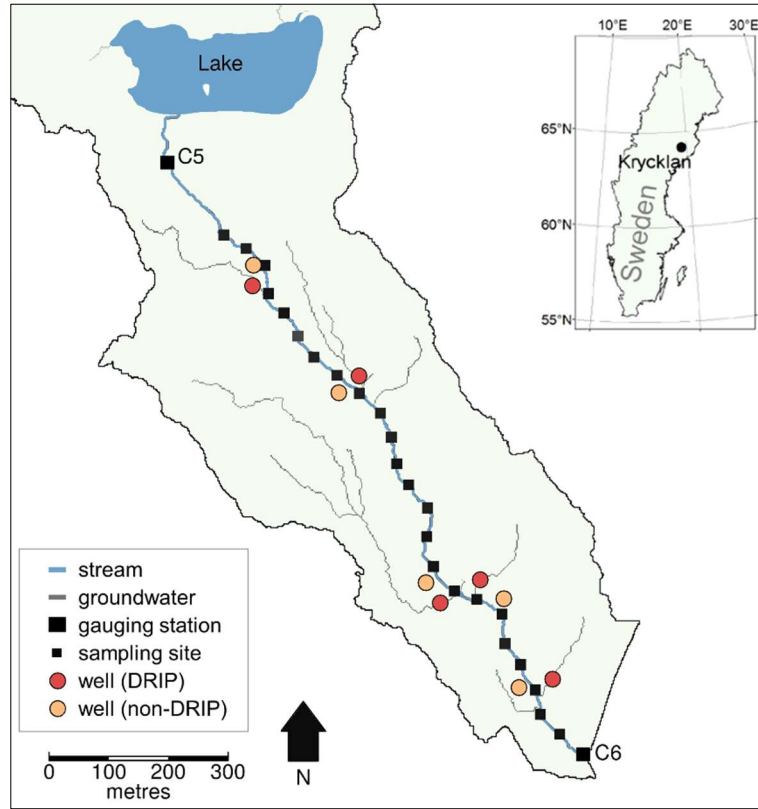 Lake
C5
10°E 20°E 30°E
65°N
Krycklan
60°N
Sweden
55°N
stream
groundwater
gauging station
sampling site
well (DRIP)
well (non-DRIP)
0 100 200 300
metres
N
C6